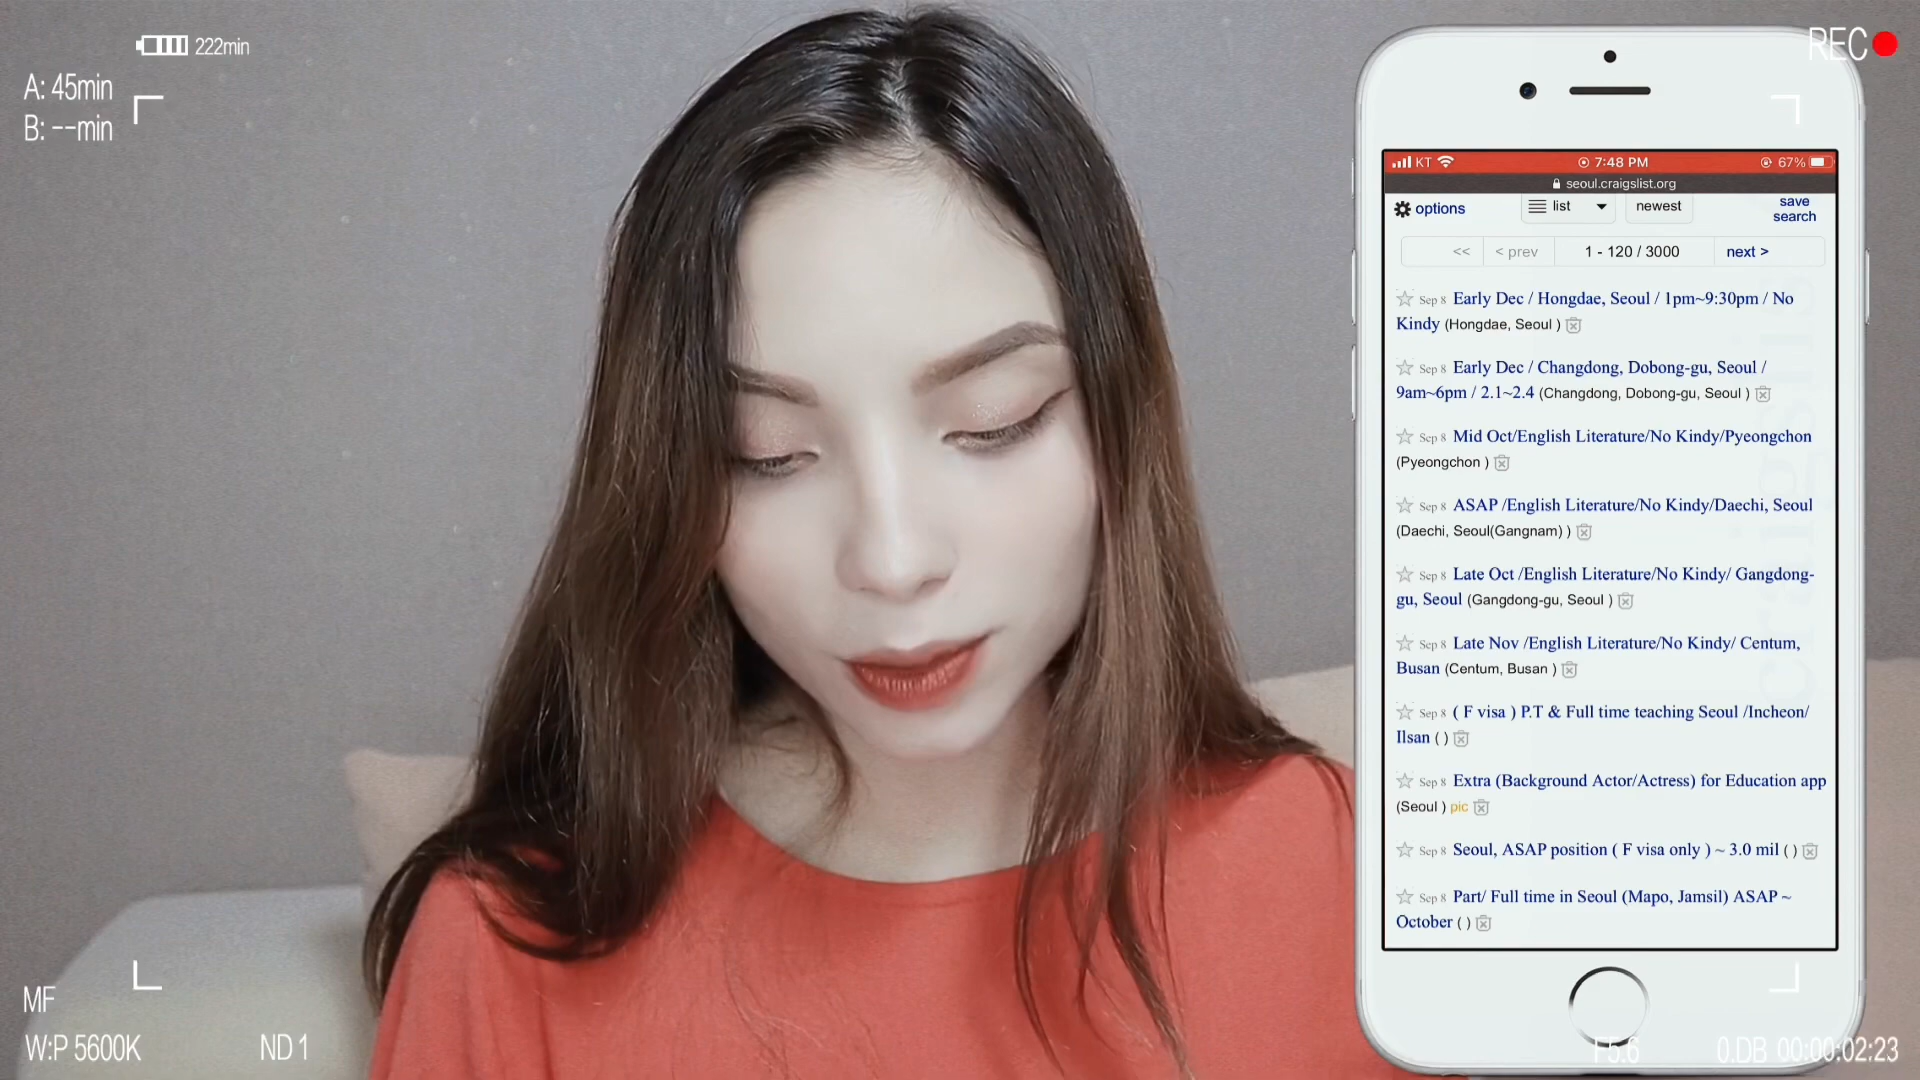 222min
A: 45min
B: --min
REC
KT
7:48 PM
67%
seoul.craigslist.org
options
list
newest
save
search
<<
< prev
1 - 120 / 3000
next >
Sep 8 Early Dec / Hongdae, Seoul / 1pm~9:30pm / No
Kindy (Hongdae, Seoul )
Sep 8 Early Dec / Changdong, Dobong-gu, Seoul /
9am~6pm / 2.1~2.4 (Changdong, Dobong-gu, Seoul )
Sep 8 Mid Oct/English Literature/No Kindy/Pyeongchon
(Pyeongchon )
Sep 8 ASAP /English Literature/No Kindy/Daechi, Seoul
(Daechi, Seoul(Gangnam) )
Sep 8 Late Oct /English Literature/No Kindy/ Gangdong-
gu, Seoul (Gangdong-gu, Seoul )
Sep 8 Late Nov /English Literature/No Kindy/ Centum,
Busan (Centum, Busan )
Sep 8 ( F visa ) P.T & Full time teaching Seoul /Incheon/
Ilsan ( )
Sep 8 Extra (Background Actor/Actress) for Education app
(Seoul ) pic
Sep 8 Seoul, ASAP position ( F visa only ) ~ 3.0 mil ( )
Sep 8 Part/ Full time in Seoul (Mapo, Jamsil) ASAP ~
October ( )
craigslist
MF
W:P 5600K
ND 1
F5.6
0.DB 00:00:02:23